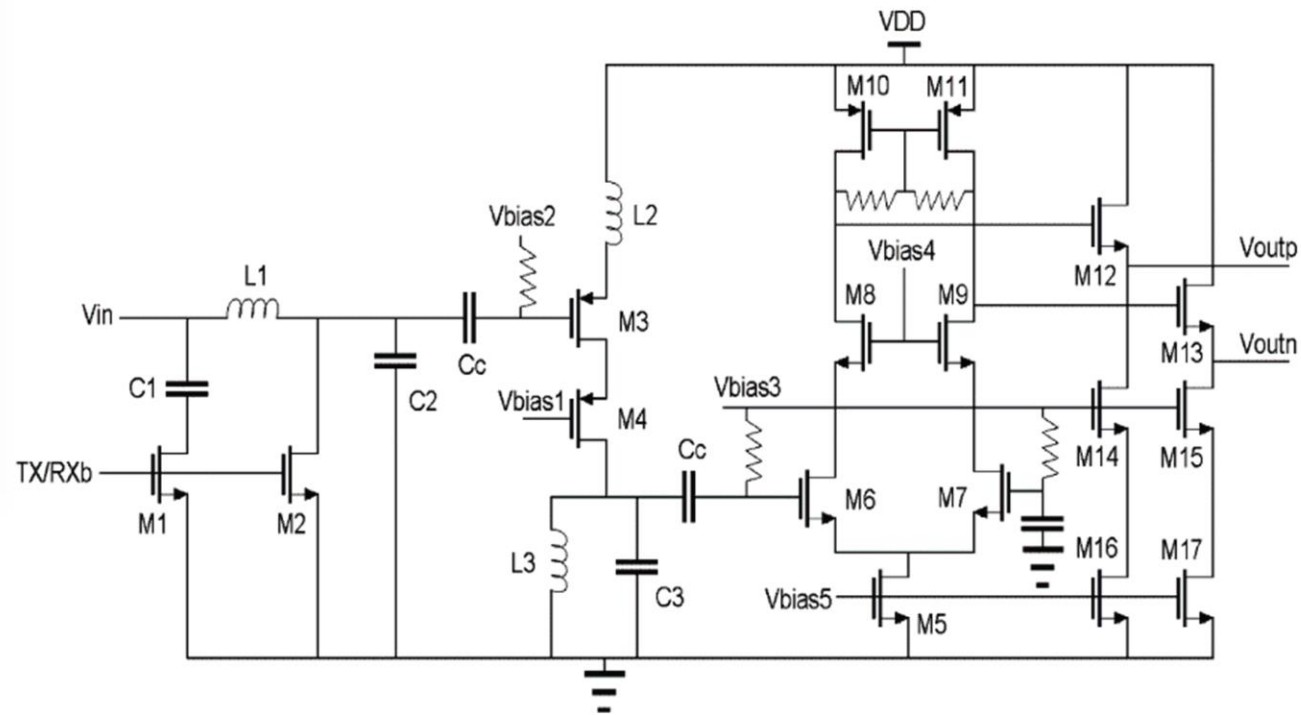 VDD
M10 M11
L2
Vbias2
Vbias4
M12
Voutp
L1
Vin
M3
M8 M9
M13
Voutn
Cc
C1
C2
Vbias1
M4
Vbias3
TX/RXb
M1
M2
Cc
M6
M7
M14
M15
L3
C3
Vbias5
M5
M16
M17